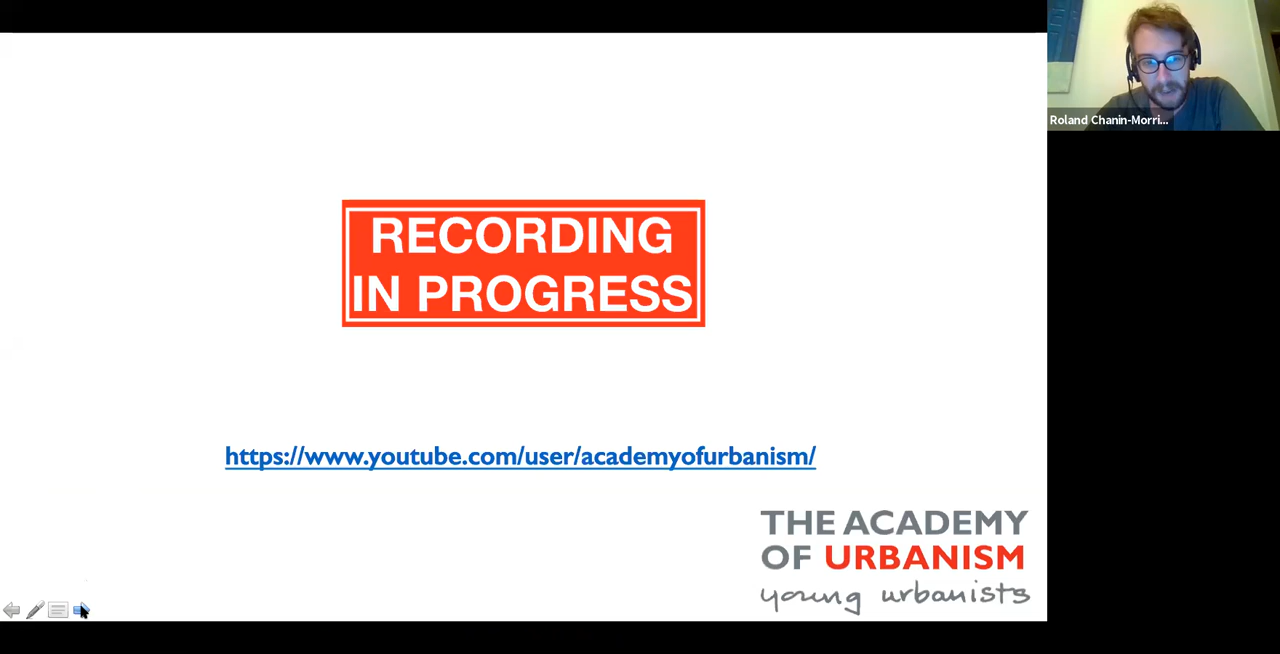 Roland Chanin-Morri...
RECORDING
IN PROGRESS
https://www.youtube.com/user/academyofurbanism/
THE ACADEMY
OF URBANISM
young urbanists